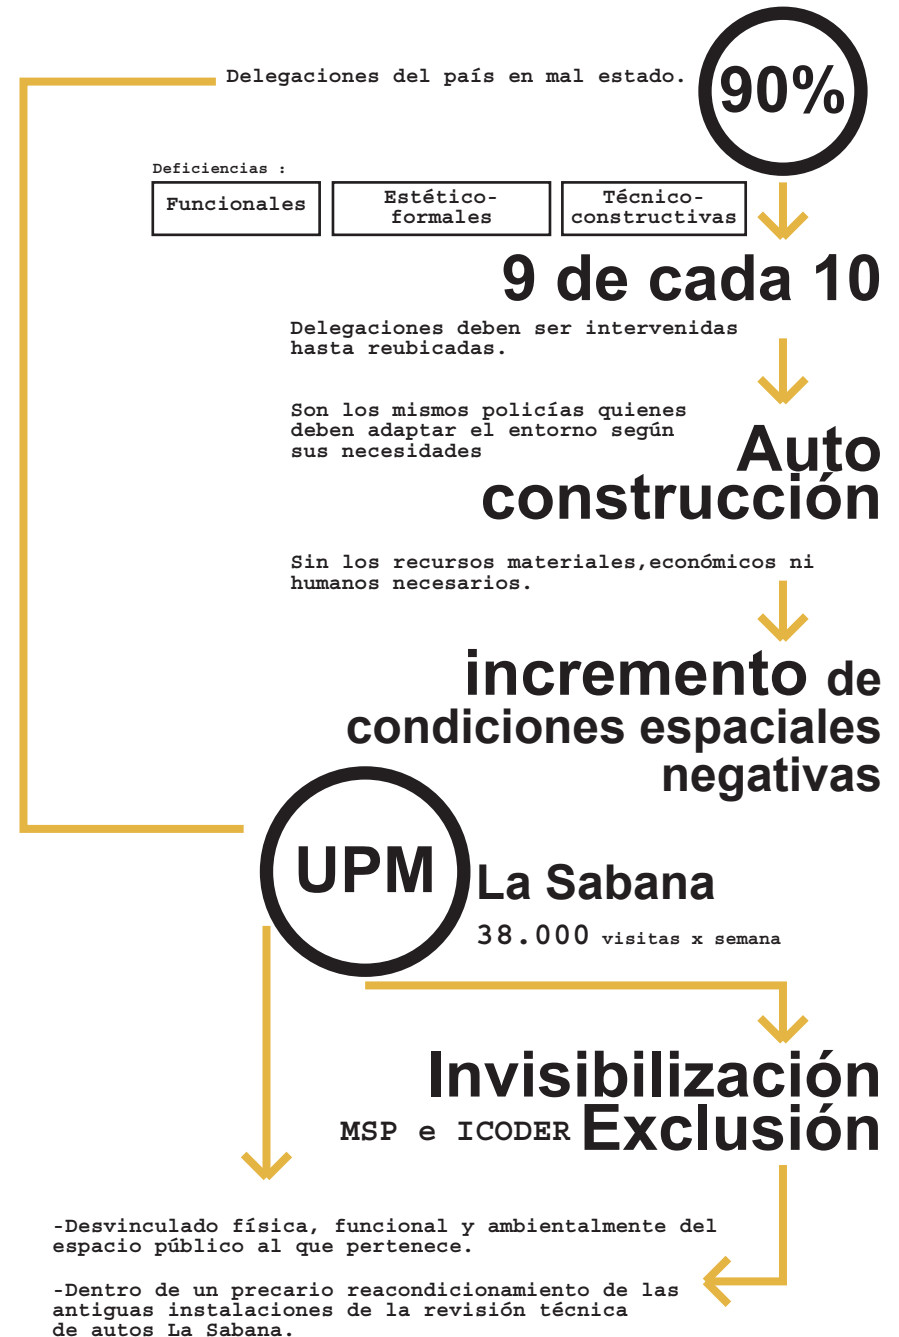 Delegaciones del país en mal estado.
90%
Deficiencias :
Funcionales
Estético-
formales
Técnico-
constructivas
9 de cada 10
Delegaciones deben ser intervenidas
hasta reubicadas.
Son los mismos policías quienes
deben adaptar el entorno según
sus necesidades
Auto
construcción
Sin los recursos materiales,económicos ni
humanos necesarios.
incremento de
condiciones espaciales
negativas
UPM
La Sabana
38.000 visitas x semana
Invisibilización
MSP e ICODER Exclusión
-Desvinculado física, funcional y ambientalmente del
espacio público al que pertenece.
-Dentro de un precario reacondicionamiento de las
antiguas instalaciones de la revisión técnica
de autos La Sabana.